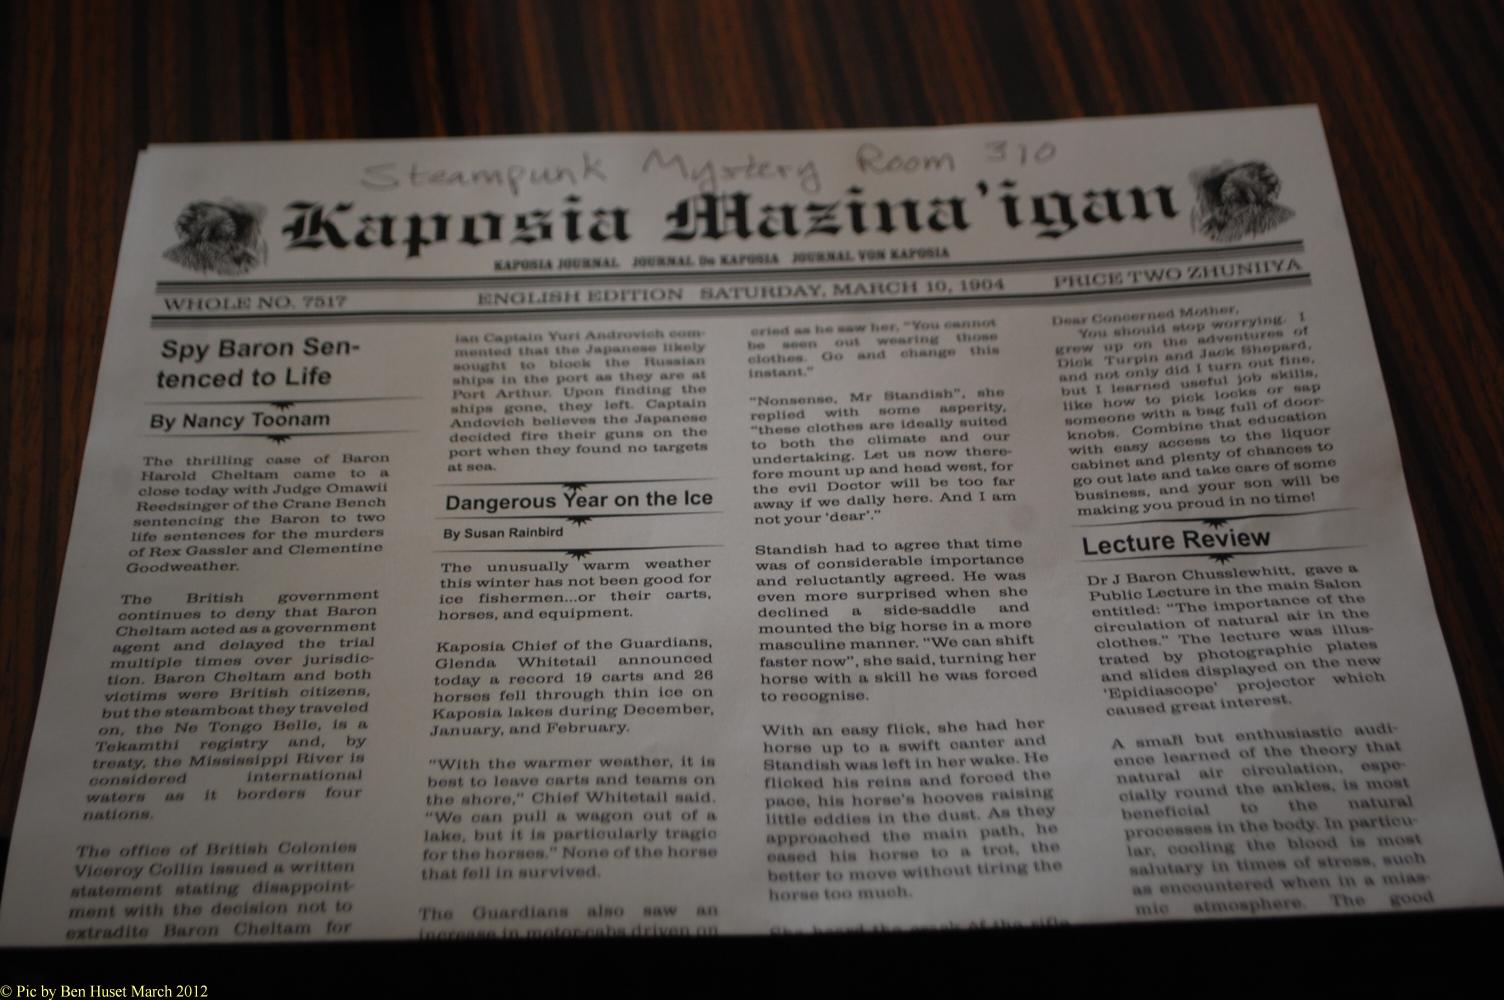 Steampunk Mystery Room 310
Kaposia Mazina'igan
KAPOSIA JOURNAL JOURNAL De KAPOSIA JOURNAL VON KAPOSIA
WHOLE NO. 7517 ENGLISH EDITION SATURDAY, MARCH 10, 1904 PRICE TWO ZHUNIIYA
Spy Baron Sen-
tenced to Life
By Nancy Toonam
The thrilling case of Baron
Harold Cheltam came to a
close today with Judge Omawii
Reedsinger of the Crane Bench
sentencing the Baron to two
life sentences for the murders
of Rex Gassler and Clementine
Goodweather.
The British government
continues to deny that Baron
Cheltam acted as a government
agent and delayed the trial
multiple times over jurisdic-
tion. Baron Cheltam and both
victims were British citizens,
but the steamboat they traveled
on, the Ne Tongo Belle, is a
Tekamthi registry and, by
treaty, the Mississippi River is
considered international
waters as it borders four
nations.
The office of British Colonies
Viceroy Collin issued a written
statement stating disappoint-
ment with the decision not to
extradite Baron Cheltam for
ian Captain Yuri Androvich com-
mented that the Japanese likely
sought to block the Russian
ships in the port as they are at
Port Arthur. Upon finding the
ships gone, they left. Captain
Andovich believes the Japanese
decided fire their guns on the
port when they found no targets
at sea.
Dangerous Year on the Ice
By Susan Rainbird
The unusually warm weather
this winter has not been good for
ice fishermen...or their carts,
horses, and equipment.
Kaposia Chief of the Guardians,
Glenda Whitetail announced
today a record 19 carts and 26
horses fell through thin ice on
Kaposia lakes during December,
January, and February.
"With the warmer weather, it is
best to leave carts and teams on
the shore," Chief Whitetail said.
"We can pull a wagon out of a
lake, but it is particularly tragic
for the horses." None of the horse
that fell in survived.
The Guardians also saw an
increase in motor-cabs driven on
cried as he saw her, "You cannot
be seen out wearing those
clothes. Go and change this
instant."
"Nonsense, Mr Standish", she
replied with some asperity,
"these clothes are ideally suited
to both the climate and our
undertaking. Let us now there-
fore mount up and head west, for
the evil Doctor will be too far
away if we dally here. And I am
not your 'dear'."
Standish had to agree that time
was of considerable importance
and reluctantly agreed. He was
even more surprised when she
declined a side-saddle and
mounted the big horse in a more
masculine manner. "We can shift
faster now", she said, turning her
horse with a skill he was forced
to recognise.
With an easy flick, she had her
horse up to a swift canter and
Standish was left in her wake. He
flicked his reins and forced the
pace, his horse's hooves raising
little eddies in the dust. As they
approached the main path, he
eased his horse to a trot, the
better to move without tiring the
horse too much.
She heard the crack of the rifle
Dear Concerned Mother,
You should stop worrying. I
grew up on the adventures of
Dick Turpin and Jack Shepard,
and not only did I turn out fine,
but I learned useful job skills,
like how to pick locks or sap
someone with a bag full of door-
knobs. Combine that education
with easy access to the liquor
cabinet and plenty of chances to
go out late and take care of some
business, and your son will be
making you proud in no time!
Lecture Review
Dr J Baron Chusslewhitt, gave a
Public Lecture in the main Salon
entitled: "The importance of the
circulation of natural air in the
clothes." The lecture was illus-
trated by photographic plates
and slides displayed on the new
'Epidiascope' projector which
caused great interest.
A small but enthusiastic audi-
ence learned of the theory that
natural air circulation, espe-
cially round the ankles, is most
beneficial to the natural
processes in the body. In particu-
lar, cooling the blood is most
salutary in times of stress, such
as encountered when in a mias-
mic atmosphere. The good
© Pic by Ben Huset March 2012